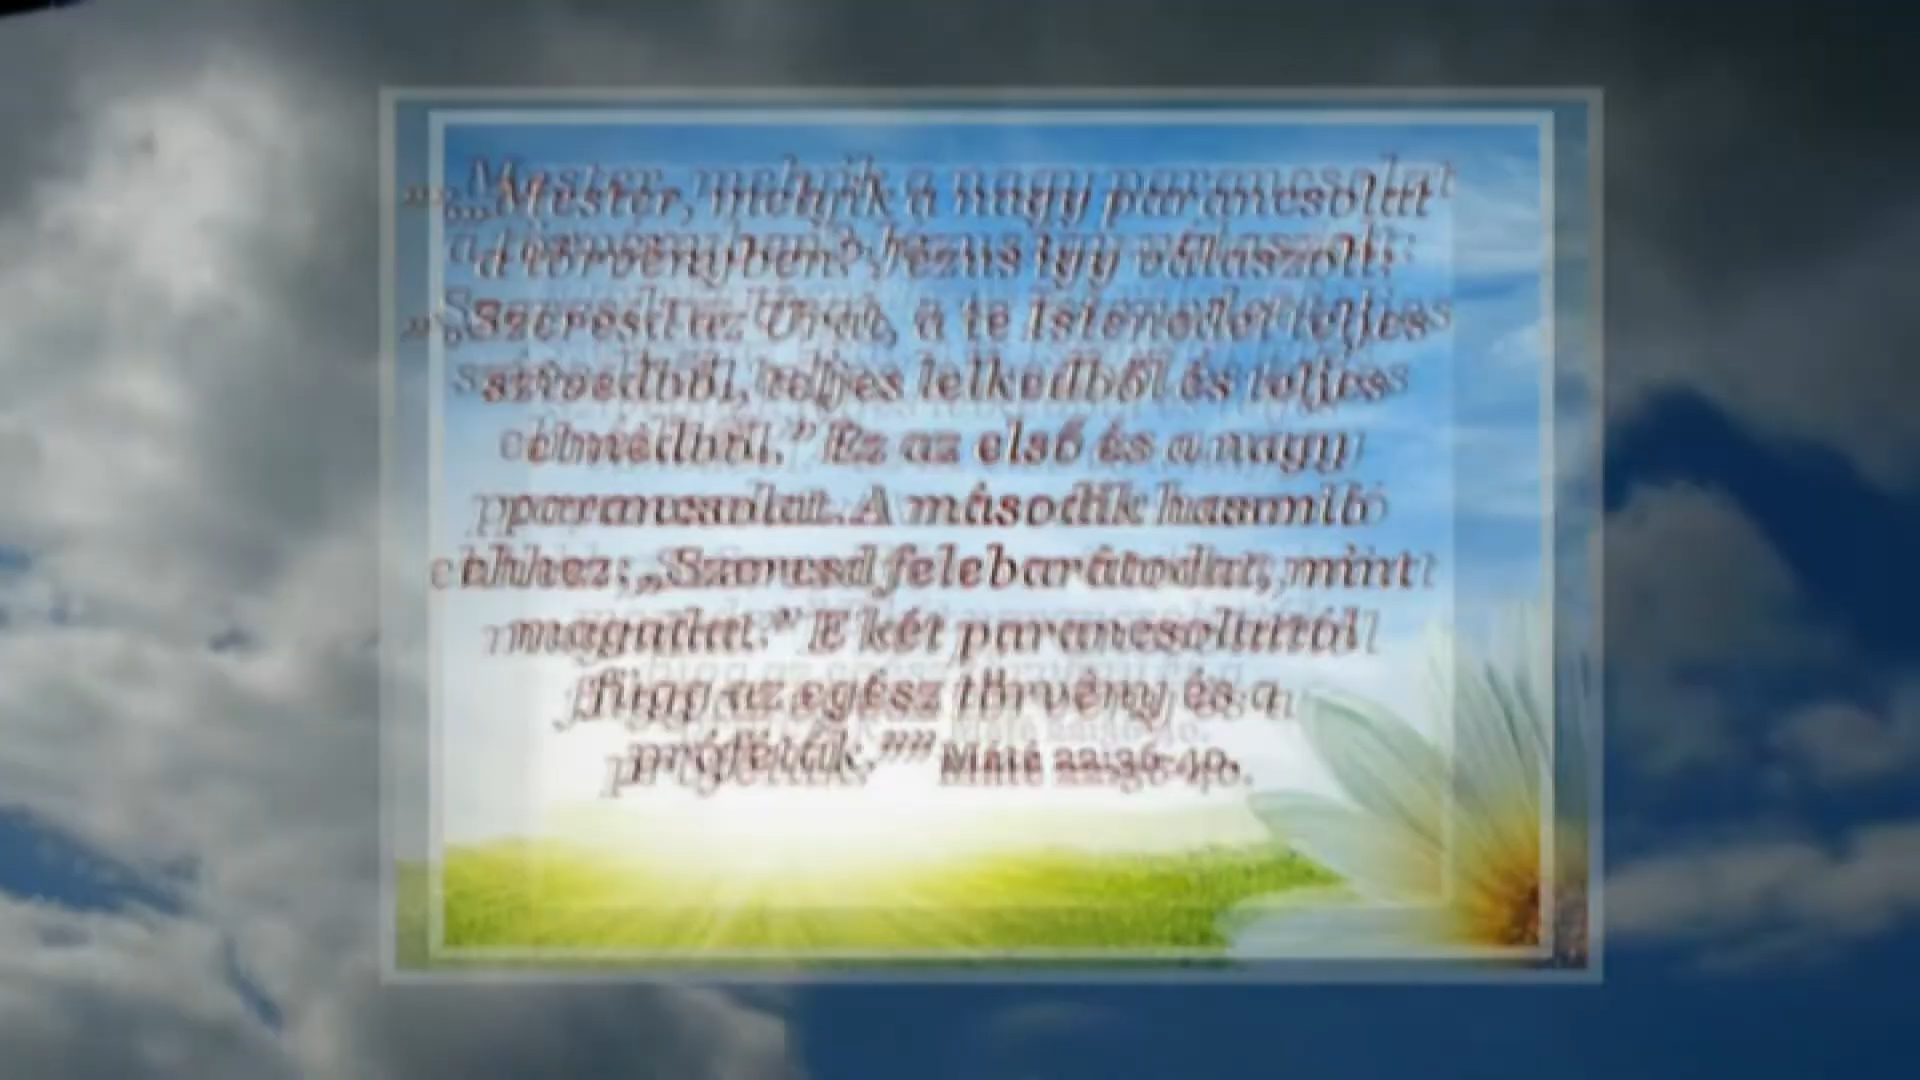 „„Mester, melyik a nagy parancsolat
a törvényben? Jézus így válaszolt:
„Szeresd az Urat, a te Istenedet teljes
szívedből, teljes lelkedből és teljes
elmédből.” Ez az első és a nagy
parancsolat. A második hasonló
ehhez: „Szeresd felebarátodat, mint
magadat.” E két parancsolattól
függ az egész törvény és a
próféták.”” Máté 22:36-40.